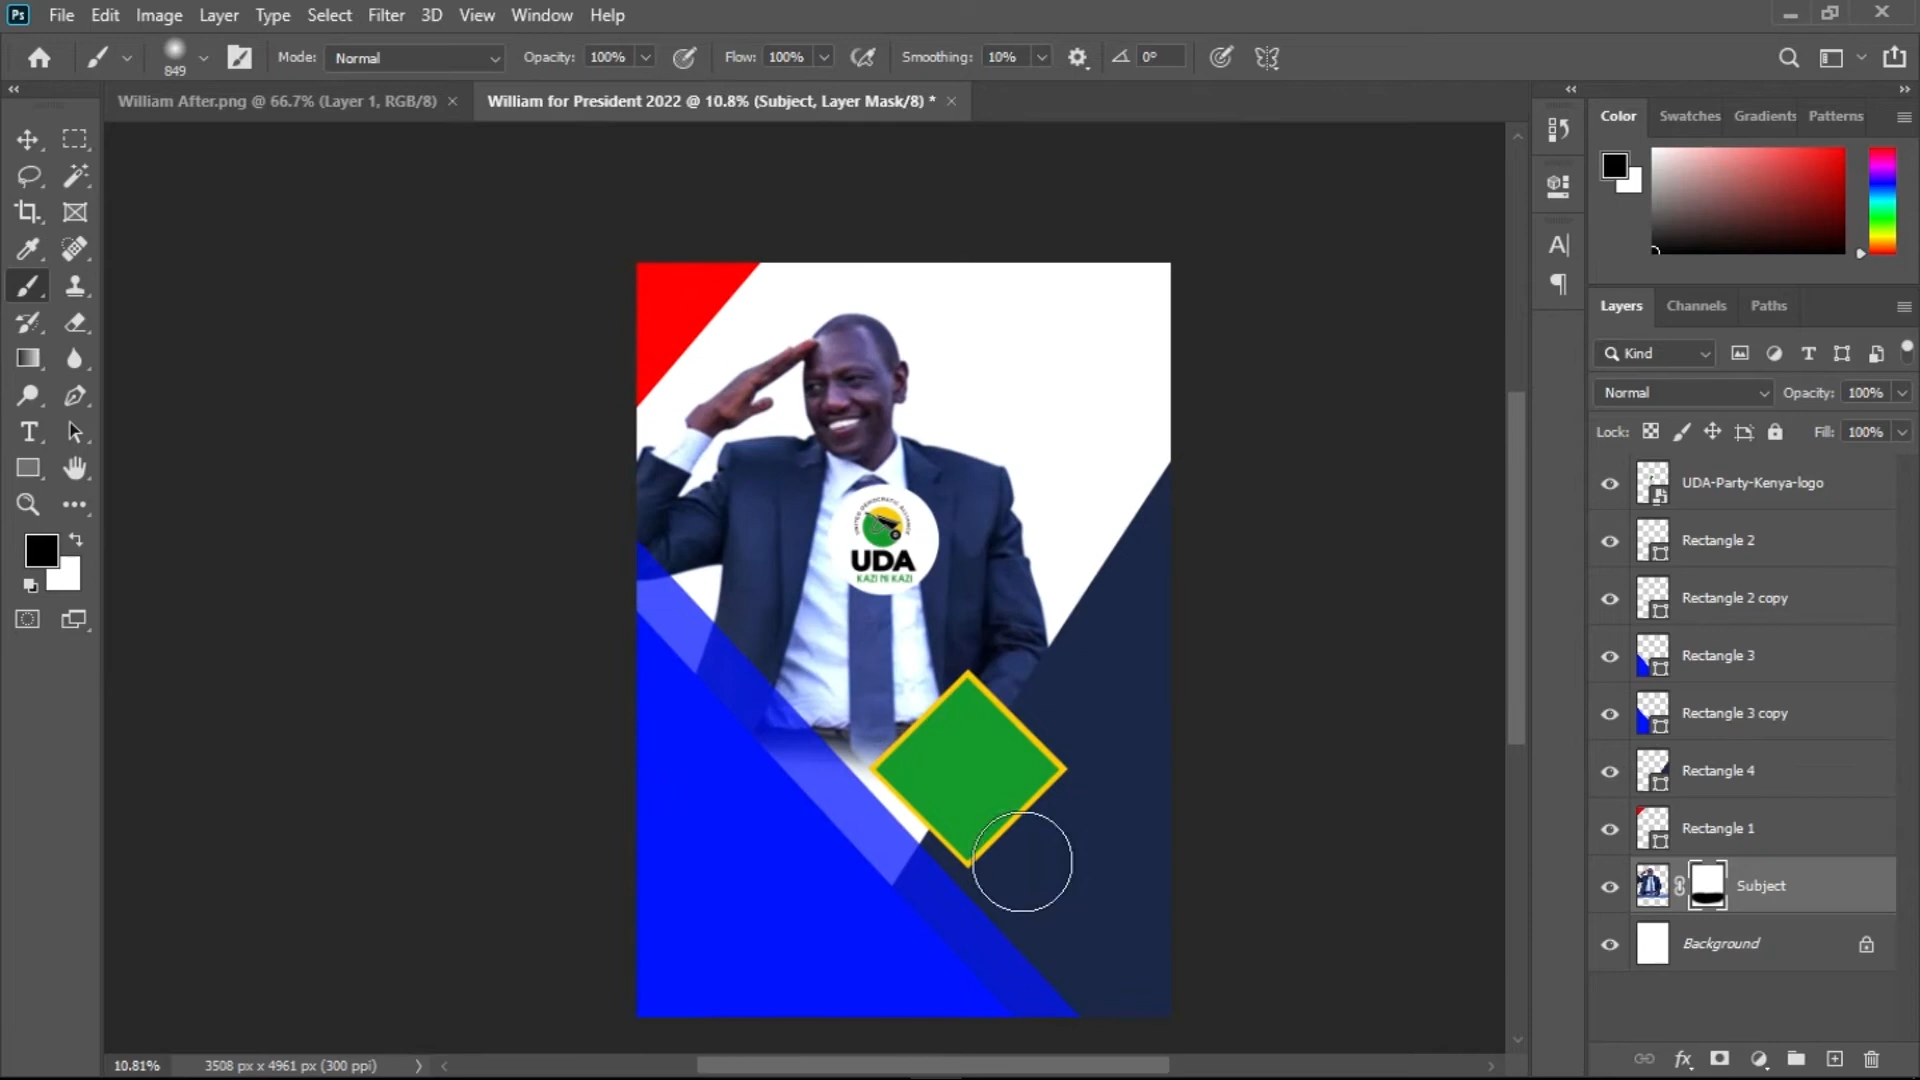 Ps File Edit Image Layer Type Select Filter 3D View Window Help
849 Mode: Normal Opacity: 100% Flow: 100% Smoothing: 10% 0°
William After.png @ 66.7% (Layer 1, RGB/8) × William for President 2022 @ 10.8% (Subject, Layer Mask/8) * ×
Color Swatches Gradients Patterns
Layers Channels Paths
Kind
Normal Opacity: 100%
Lock: Fill: 100%
UDA-Party-Kenya-logo
Rectangle 2
Rectangle 2 copy
Rectangle 3
Rectangle 3 copy
Rectangle 4
Rectangle 1
Subject
Background
UNITED DEMOCRATIC ALLIANCE
UDA
KAZI NI KAZI
10.81% 3508 px x 4961 px (300 ppi)